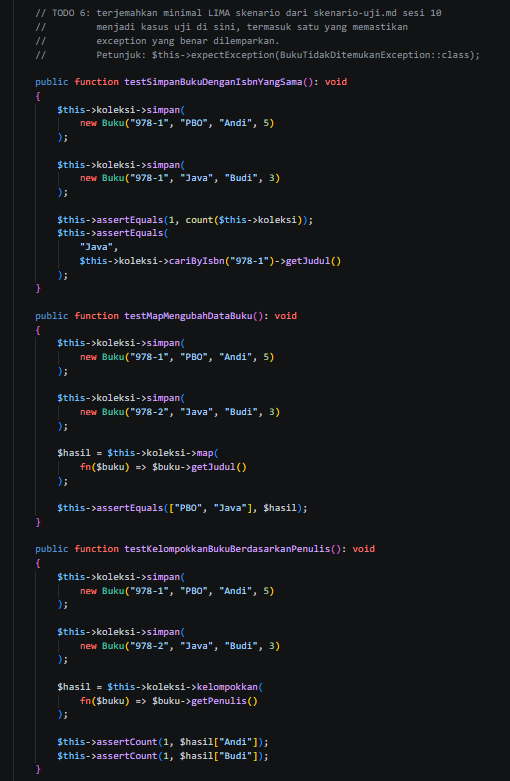 // TODO 6: terjemahkan minimal LIMA skenario dari skenario-uji.md sesi 10
//         menjadi kasus uji di sini, termasuk satu yang memastikan
//         exception yang benar dilemparkan.
//         Petunjuk: $this->expectException(BukuTidakDitemukanException::class);

public function testSimpanBukuDenganIsbnYangSama(): void
{
    $this->koleksi->simpan(
        new Buku("978-1", "PBO", "Andi", 5)
    );

    $this->koleksi->simpan(
        new Buku("978-1", "Java", "Budi", 3)
    );

    $this->assertEquals(1, count($this->koleksi));
    $this->assertEquals(
        "Java",
        $this->koleksi->cariByIsbn("978-1")->getJudul()
    );
}

public function testMapMengubahDataBuku(): void
{
    $this->koleksi->simpan(
        new Buku("978-1", "PBO", "Andi", 5)
    );

    $this->koleksi->simpan(
        new Buku("978-2", "Java", "Budi", 3)
    );

    $hasil = $this->koleksi->map(
        fn($buku) => $buku->getJudul()
    );

    $this->assertEquals(["PBO", "Java"], $hasil);
}

public function testKelompokkanBukuBerdasarkanPenulis(): void
{
    $this->koleksi->simpan(
        new Buku("978-1", "PBO", "Andi", 5)
    );

    $this->koleksi->simpan(
        new Buku("978-2", "Java", "Budi", 3)
    );

    $hasil = $this->koleksi->kelompokkan(
        fn($buku) => $buku->getPenulis()
    );

    $this->assertCount(1, $hasil["Andi"]);
    $this->assertCount(1, $hasil["Budi"]);
}